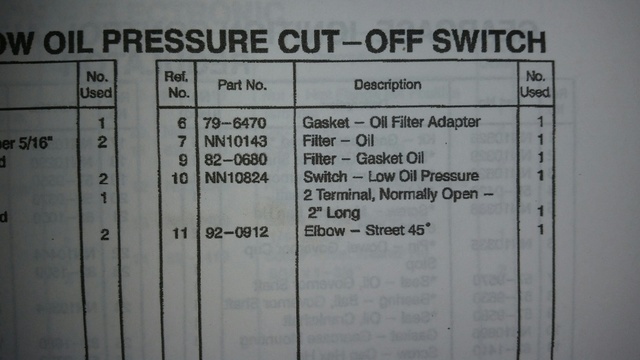 OW OIL PRESSURE CUT–OFF SWITCH
No. Used
1
er 5/16" 2
d
2
1
d
2
Ref. No. Part No. Description No. Used
6 79–6470 Gasket – Oil Filter Adapter 1
7 NN10143 Filter – Oil 1
9 82–0680 Filter – Gasket Oil 1
10 NN10824 Switch – Low Oil Pressure 1
2 Terminal, Normally Open –
2" Long 1
11 92–0912 Elbow – Street 45° 1